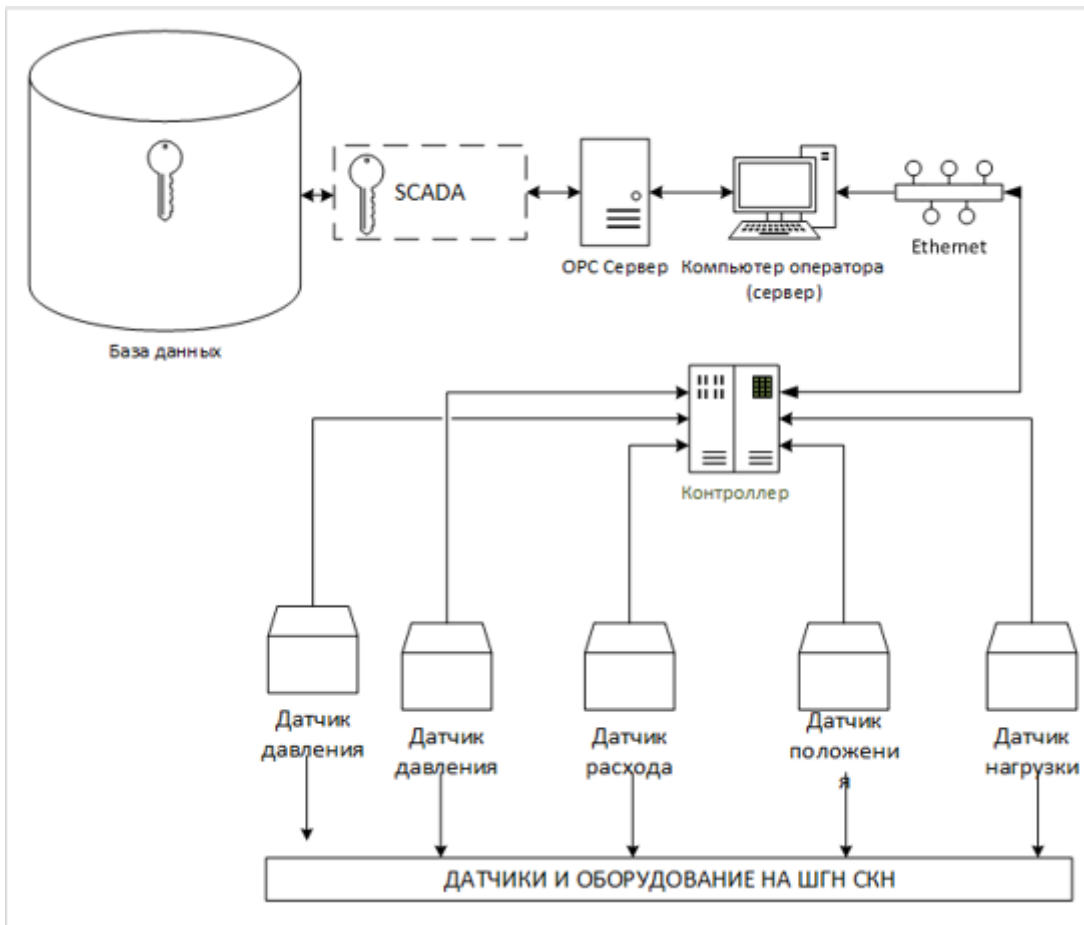 SCADA
Ethernet
OPC Сервер
Компьютер оператора
(сервер)
База данных
Контроллер
Датчик
давления
Датчик
давления
Датчик
расхода
Датчик
положени
я
Датчик
нагрузки
ДАТЧИКИ И ОБОРУДОВАНИЕ НА ШГН СКН